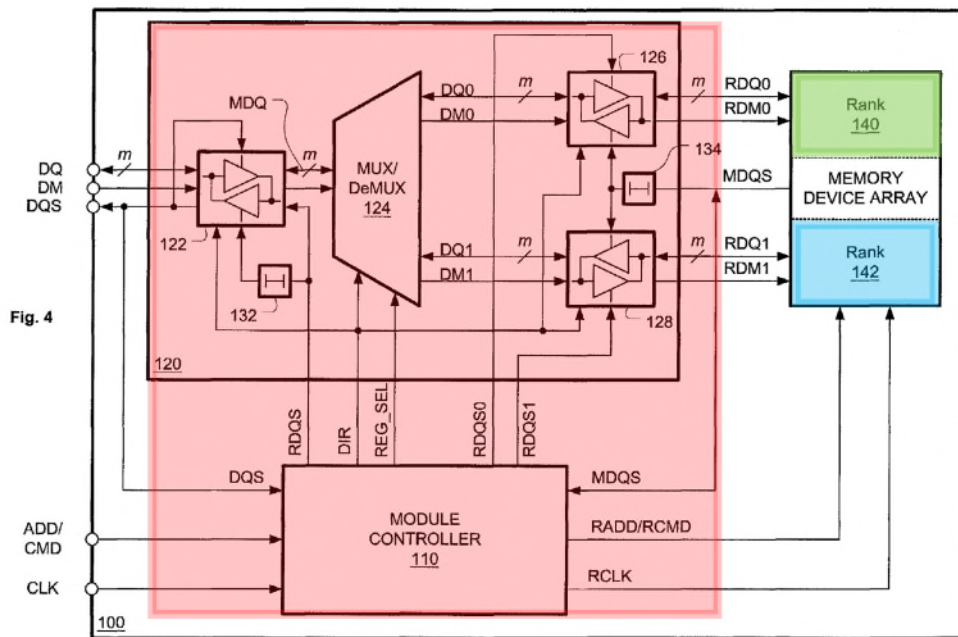 126
DQ0
m
m
RDQ0
MDQ
DM0
RDM0
Rank
140
134
DQ
m
m
MUX/
DeMUX
124
DM
MDQS
MEMORY
DEVICE ARRAY
DQS
122
DQ1
m
m
RDQ1
DM1
RDM1
Rank
142
Fig. 4
132
128
120
RDQS
DIR
REG_SEL
RDQS0
RDQS1
DQS
MDQS
ADD/
CMD
MODULE
CONTROLLER
110
RADD/RCMD
CLK
RCLK
100